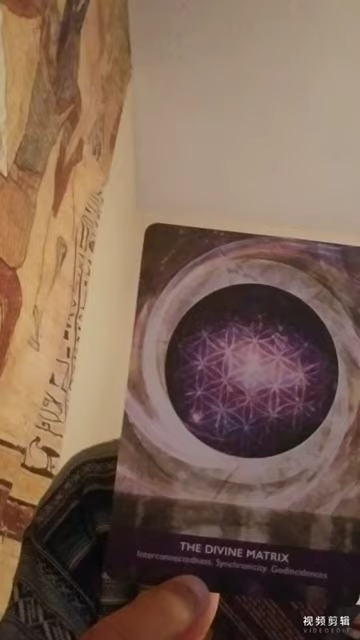 THE DIVINE MATRIX
Interconnectedness. Synchronicity. Godincidences
视频剪辑